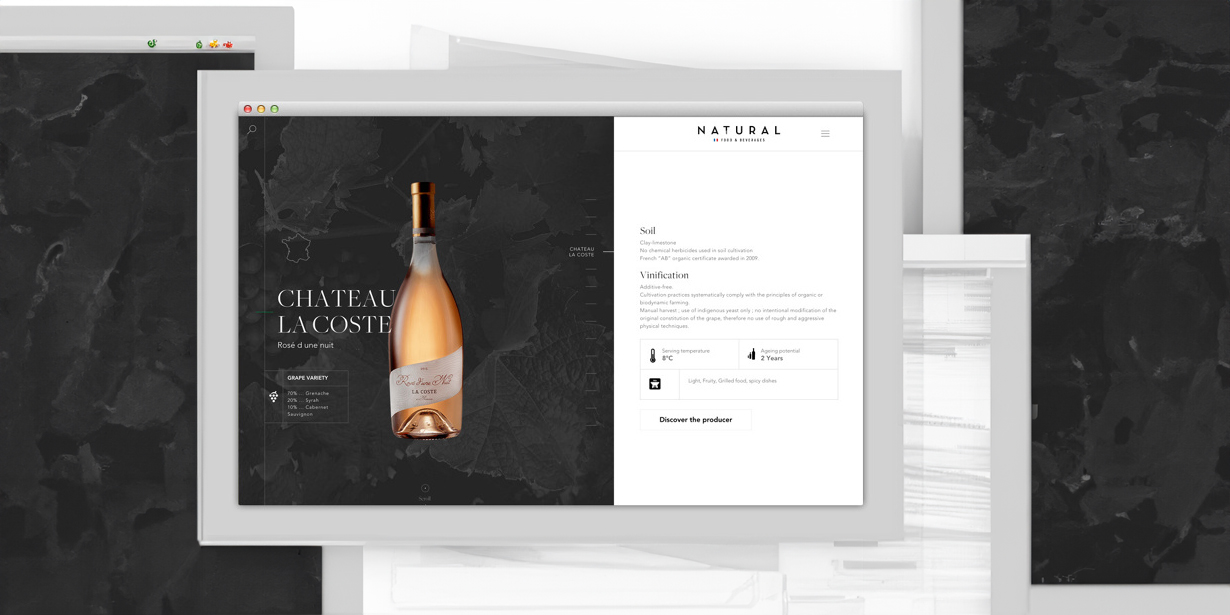 NATURAL
BB FOOD & BEVERAGES
CHATEAU
LA COSTE
CHATEAU
LA COSTE
Rosé d une nuit
GRAPE VARIETY
70% ... Grenache
20% ... Syrah
10% ... Cabernet
Sauvignon
LA COSTE
Scroll
Soil
Clay-limestone
No chemical herbicides used in soil cultivation
French "AB" organic certificate awarded in 2009.
Vinification
Additive-free.
Cultivation practices systematically comply with the principles of organic or
biodynamic farming.
Manual harvest ; use of indigenous yeast only ; no intentional modification of the
original constitution of the grape, therefore no use of rough and aggressive
physical techniques.
Serving temperature
8°C
Ageing potential
2 Years
Light, Fruity, Grilled food, spicy dishes
Discover the producer